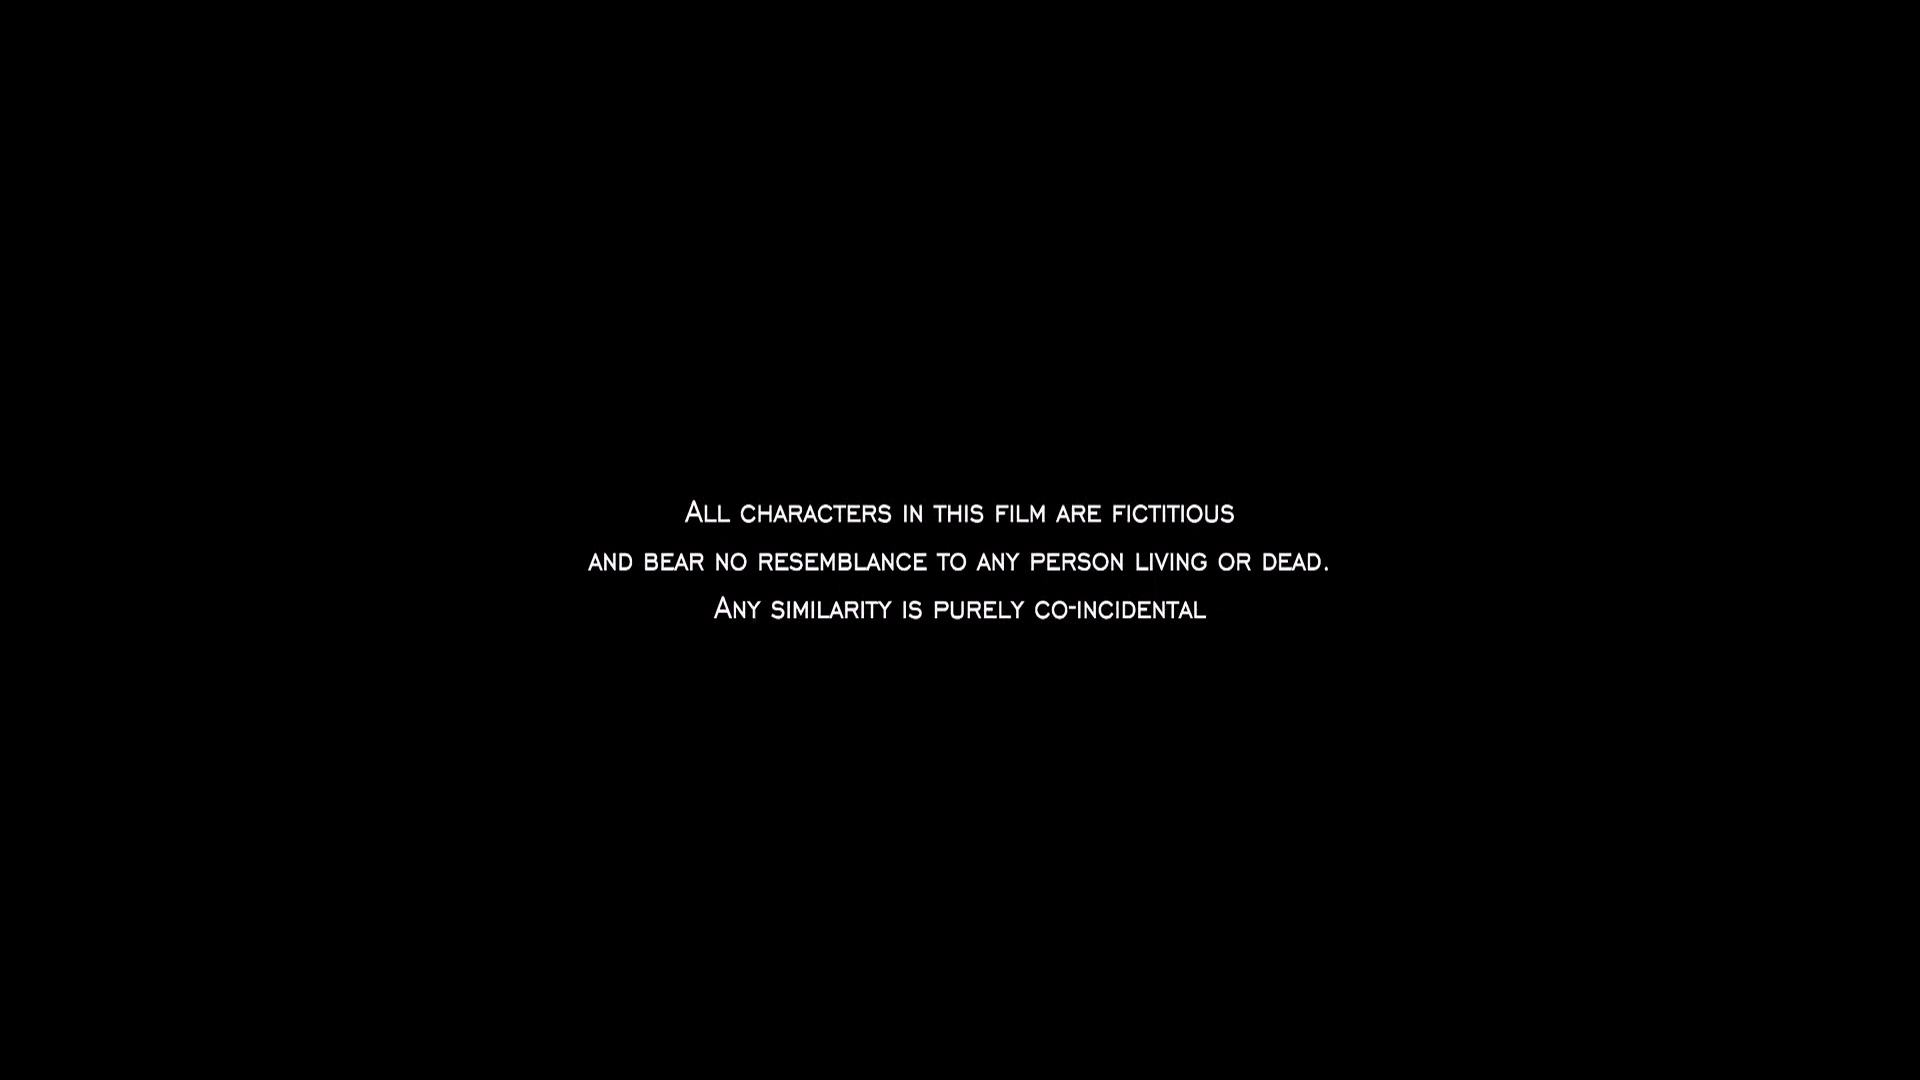 All characters in this film are fictitious
and bear no resemblance to any person living or dead.
Any similarity is purely co-incidental